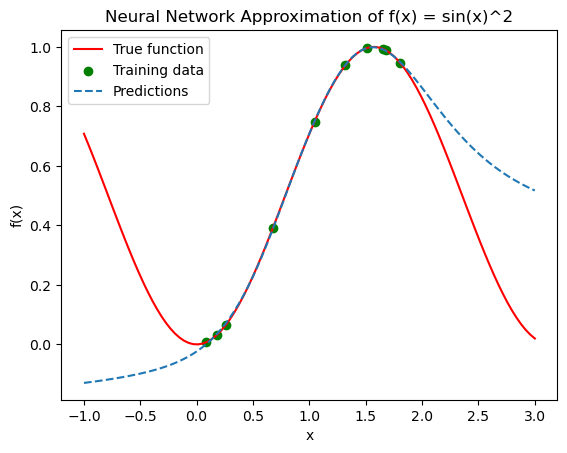 Neural Network Approximation of f(x) = sin(x)^2
True function
Training data
Predictions
f(x)
1.0
0.8
0.6
0.4
0.2
0.0
-1.0 -0.5 0.0 0.5 1.0 1.5 2.0 2.5 3.0
x